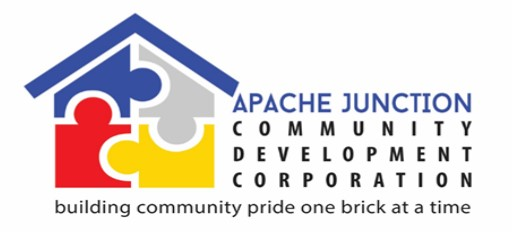 APACHE JUNCTION
COMMUNITY
DEVELOPMENT
CORPORATION
building community pride one brick at a time